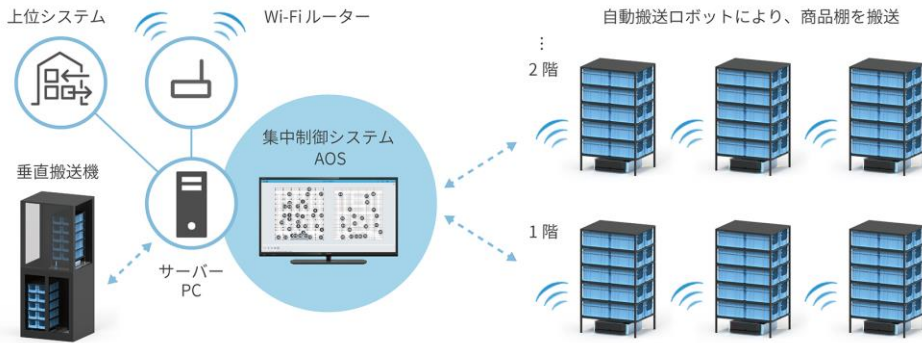 上位システム
Wi-Fi ルーター
自動搬送ロボットにより、商品棚を搬送
⋮
2 階
集中制御システム
AOS
垂直搬送機
1 階
サーバー
PC